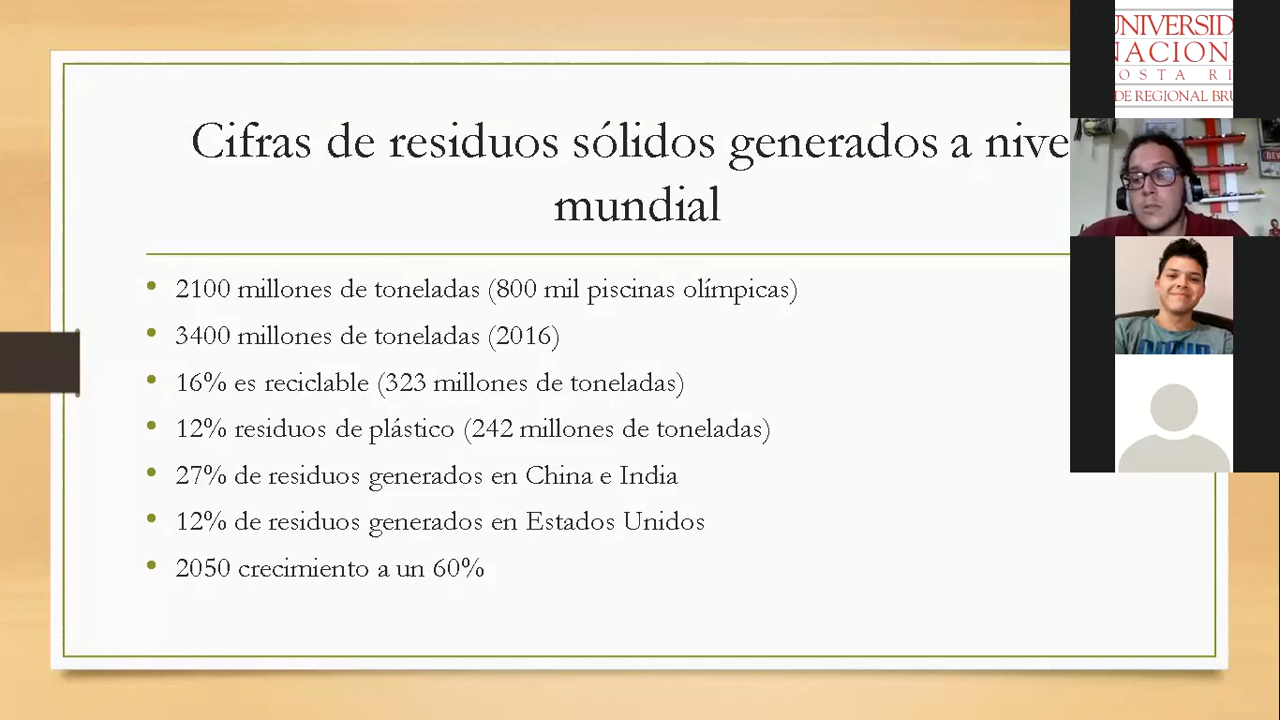 Cifras de residuos sólidos generados a nive
mundial
2100 millones de toneladas (800 mil piscinas olímpicas)
3400 millones de toneladas (2016)
16% es reciclable (323 millones de toneladas)
12% residuos de plástico (242 millones de toneladas)
27% de residuos generados en China e India
12% de residuos generados en Estados Unidos
2050 crecimiento a un 60%
UNIVERSID
NACION
OSTA RI
DE REGIONAL BRU